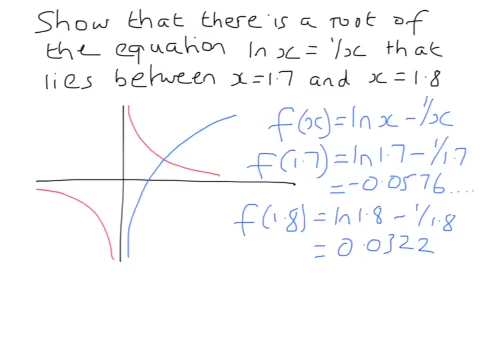 Show that there is a root of
the equation ln x = 1/x that
lies between x=1.7 and x=1.8
f(x)=ln x - 1/x
f(1.7)=ln 1.7 - 1/1.7
= -0.0576....
f(1.8)=ln 1.8 - 1/1.8
= 0.0322